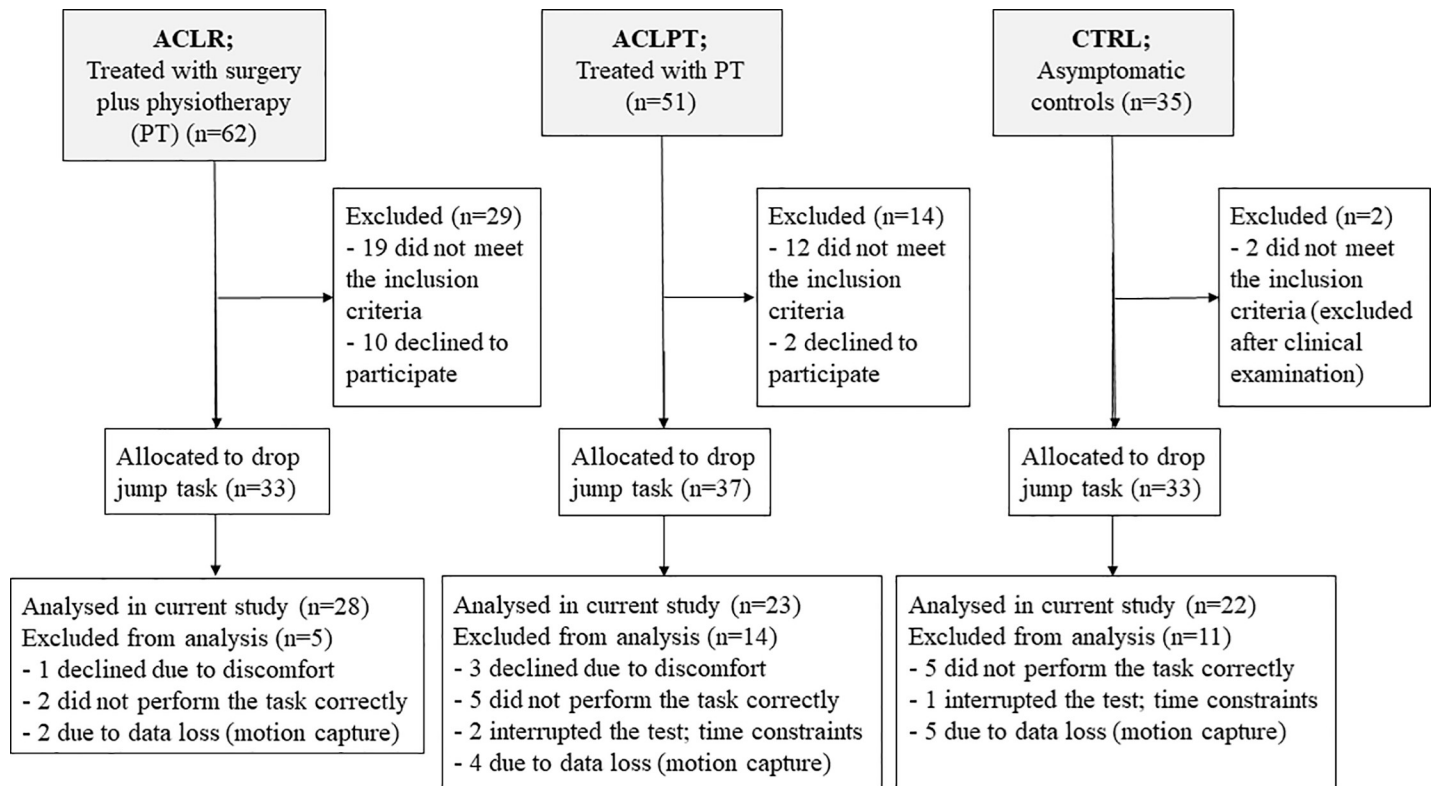 ACLR;
Treated with surgery
plus physiotherapy
(PT) (n=62)
ACLPT;
Treated with PT
(n=51)
CTRL;
Asymptomatic
controls (n=35)
Excluded (n=29)
- 19 did not meet
the inclusion
criteria
- 10 declined to
participate
Excluded (n=14)
- 12 did not meet
the inclusion
criteria
- 2 declined to
participate
Excluded (n=2)
- 2 did not meet
the inclusion
criteria (excluded
after clinical
examination)
Allocated to drop
jump task (n=33)
Allocated to drop
jump task (n=37)
Allocated to drop
jump task (n=33)
Analysed in current study (n=28)
Excluded from analysis (n=5)
- 1 declined due to discomfort
- 2 did not perform the task correctly
- 2 due to data loss (motion capture)
Analysed in current study (n=23)
Excluded from analysis (n=14)
- 3 declined due to discomfort
- 5 did not perform the task correctly
- 2 interrupted the test; time constraints
- 4 due to data loss (motion capture)
Analysed in current study (n=22)
Excluded from analysis (n=11)
- 5 did not perform the task correctly
- 1 interrupted the test; time constraints
- 5 due to data loss (motion capture)